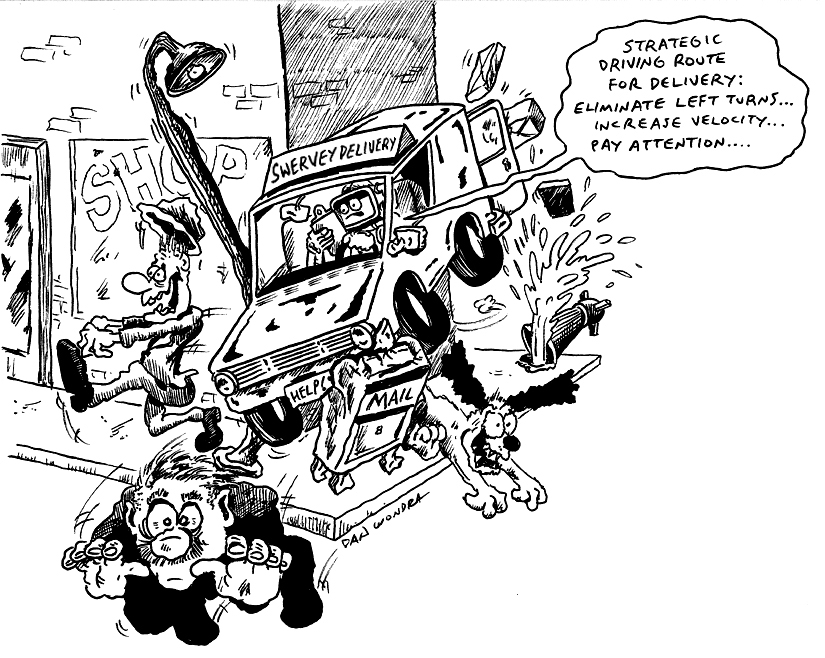 STRATEGIC
DRIVING ROUTE
FOR DELIVERY:
ELIMINATE LEFT TURNS...
INCREASE VELOCITY...
PAY ATTENTION....
SHOP
SWERVEY DELIVERY
HELP
MAIL
8
DAN WONDRA